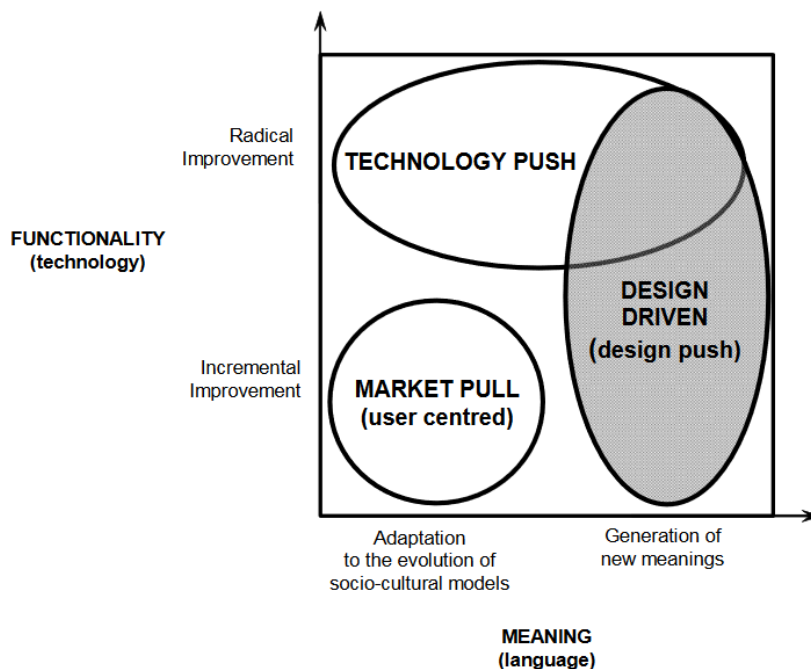 Radical
Improvement
TECHNOLOGY PUSH
FUNCTIONALITY
(technology)
DESIGN
DRIVEN
(design push)
Incremental
Improvement
MARKET PULL
(user centred)
Adaptation
to the evolution of
socio-cultural models
Generation of
new meanings
MEANING
(language)